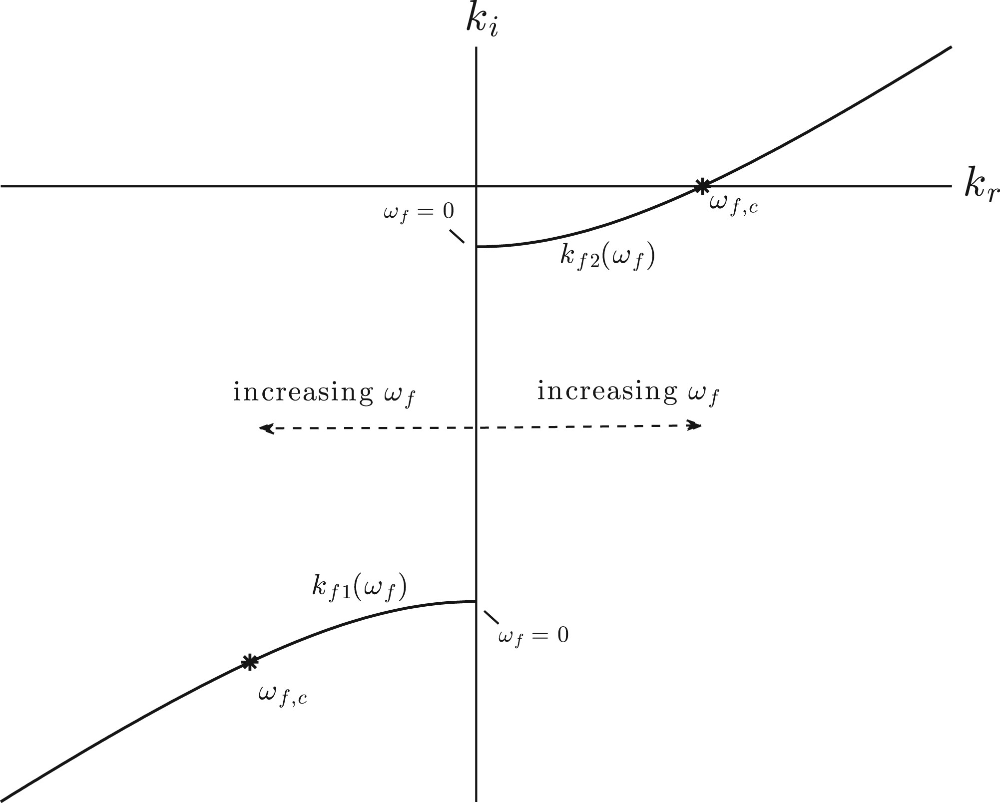 k_i
k_r
ω_f = 0
ω_{f,c}
k_{f2}(ω_f)
increasing ω_f
increasing ω_f
k_{f1}(ω_f)
ω_f = 0
ω_{f,c}